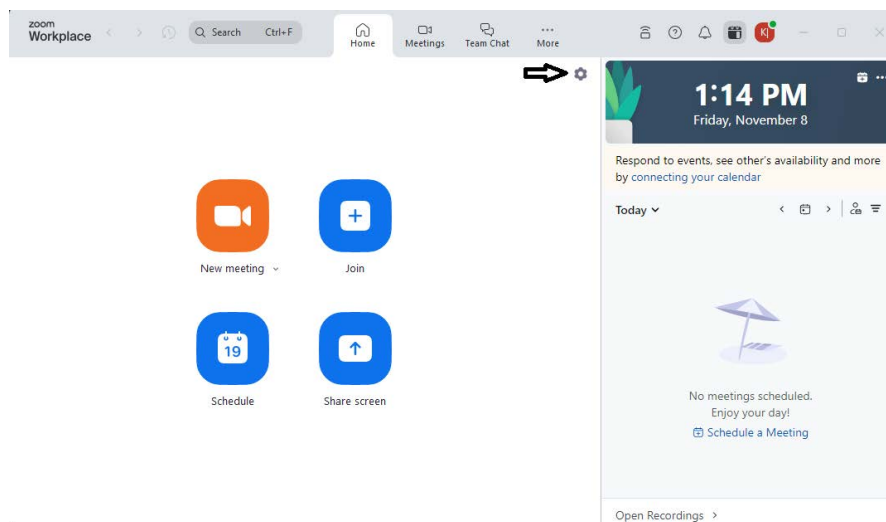 zoom
Workplace
Search Ctrl+F
Home
Meetings
Team Chat
More
KJ
1:14 PM
Friday, November 8
Respond to events, see other's availability and more
by connecting your calendar
Today
New meeting
Join
19
Schedule
Share screen
No meetings scheduled.
Enjoy your day!
Schedule a Meeting
Open Recordings